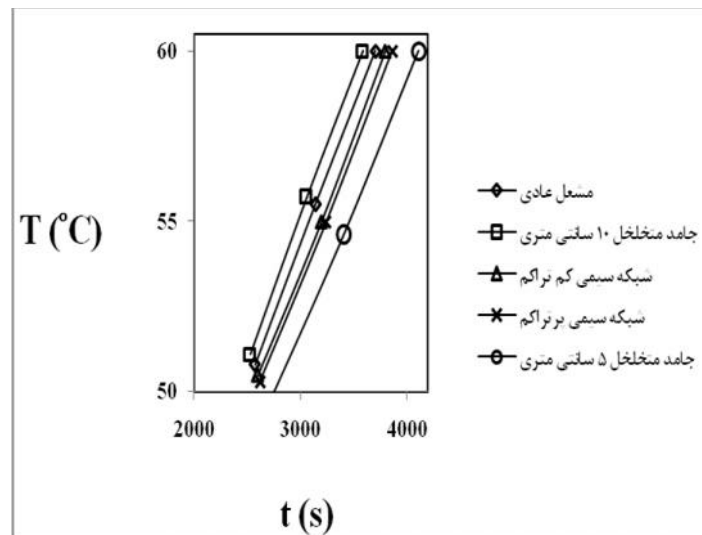 60
55
50
T (°C)
2000 3000 4000
t (s)
مشعل عادی
جامد متخلخل ۱۰ سانتی متری
شبکه سیمی کم تراکم
شبکه سیمی پرتراکم
جامد متخلخل ۵ سانتی متری